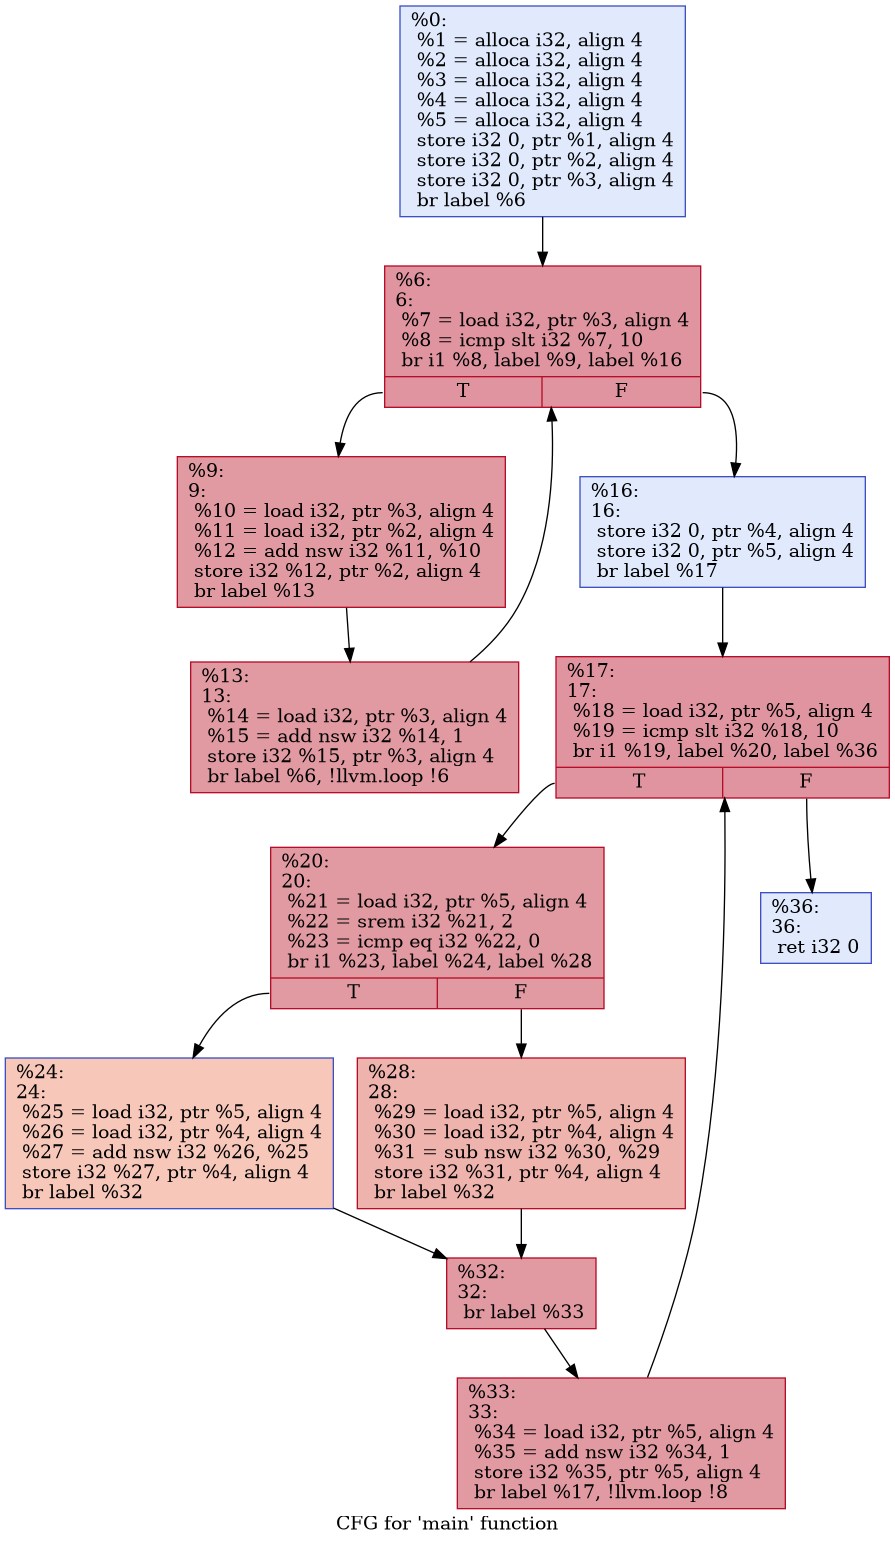 %0:
%1 = alloca i32, align 4
%2 = alloca i32, align 4
%3 = alloca i32, align 4
%4 = alloca i32, align 4
%5 = alloca i32, align 4
store i32 0, ptr %1, align 4
store i32 0, ptr %2, align 4
store i32 0, ptr %3, align 4
br label %6
%6:
6:
%7 = load i32, ptr %3, align 4
%8 = icmp slt i32 %7, 10
br i1 %8, label %9, label %16
T
F
%9:
9:
%10 = load i32, ptr %3, align 4
%11 = load i32, ptr %2, align 4
%12 = add nsw i32 %11, %10
store i32 %12, ptr %2, align 4
br label %13
%16:
16:
store i32 0, ptr %4, align 4
store i32 0, ptr %5, align 4
br label %17
%13:
13:
%14 = load i32, ptr %3, align 4
%15 = add nsw i32 %14, 1
store i32 %15, ptr %3, align 4
br label %6, !llvm.loop !6
%17:
17:
%18 = load i32, ptr %5, align 4
%19 = icmp slt i32 %18, 10
br i1 %19, label %20, label %36
T
F
%20:
20:
%21 = load i32, ptr %5, align 4
%22 = srem i32 %21, 2
%23 = icmp eq i32 %22, 0
br i1 %23, label %24, label %28
T
F
%36:
36:
ret i32 0
%24:
24:
%25 = load i32, ptr %5, align 4
%26 = load i32, ptr %4, align 4
%27 = add nsw i32 %26, %25
store i32 %27, ptr %4, align 4
br label %32
%28:
28:
%29 = load i32, ptr %5, align 4
%30 = load i32, ptr %4, align 4
%31 = sub nsw i32 %30, %29
store i32 %31, ptr %4, align 4
br label %32
%32:
32:
br label %33
%33:
33:
%34 = load i32, ptr %5, align 4
%35 = add nsw i32 %34, 1
store i32 %35, ptr %5, align 4
br label %17, !llvm.loop !8
CFG for 'main' function